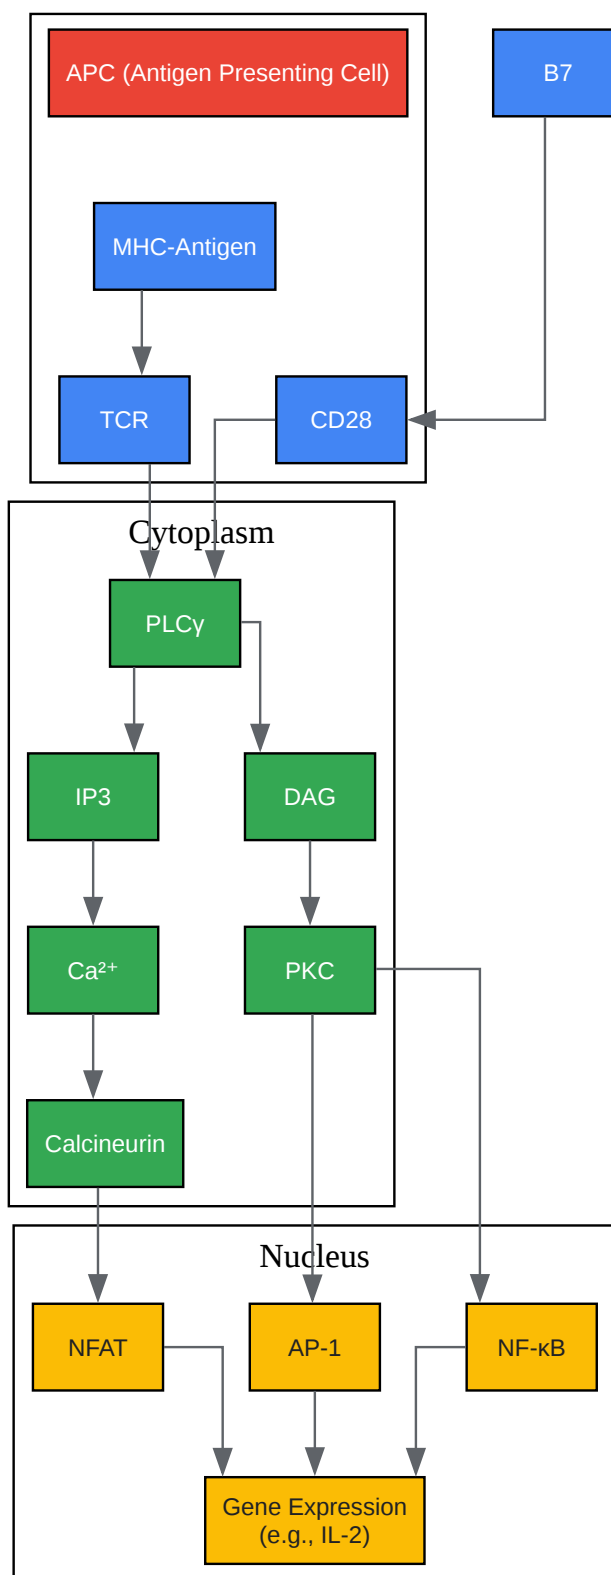 APC (Antigen Presenting Cell)
B7
MHC-Antigen
TCR
CD28
Cytoplasm
PLCγ
IP3
DAG
Ca²⁺
PKC
Calcineurin
Nucleus
NFAT
AP-1
NF-κB
Gene Expression
(e.g., IL-2)